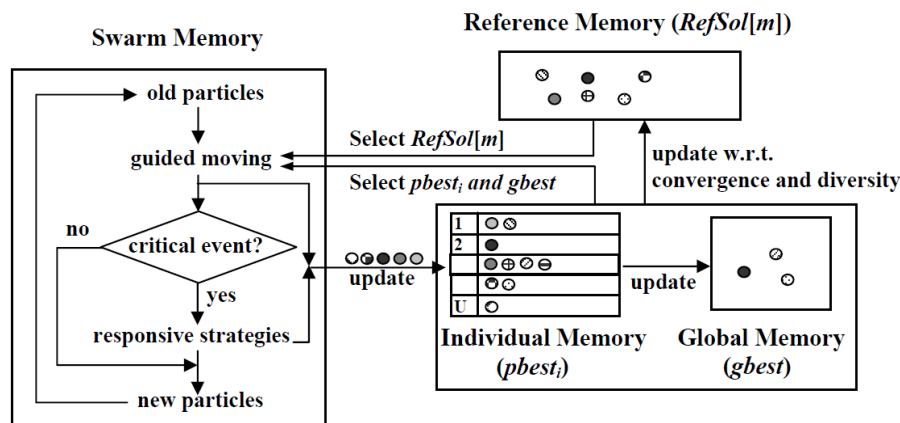 Reference Memory (RefSol[m])
Swarm Memory
old particles
guided moving
Select RefSol[m]
Select pbesti and gbest
update w.r.t.
convergence and diversity
no
critical event?
yes
responsive strategies
new particles
update
1
2
U
update
Individual Memory
(pbesti)
Global Memory
(gbest)